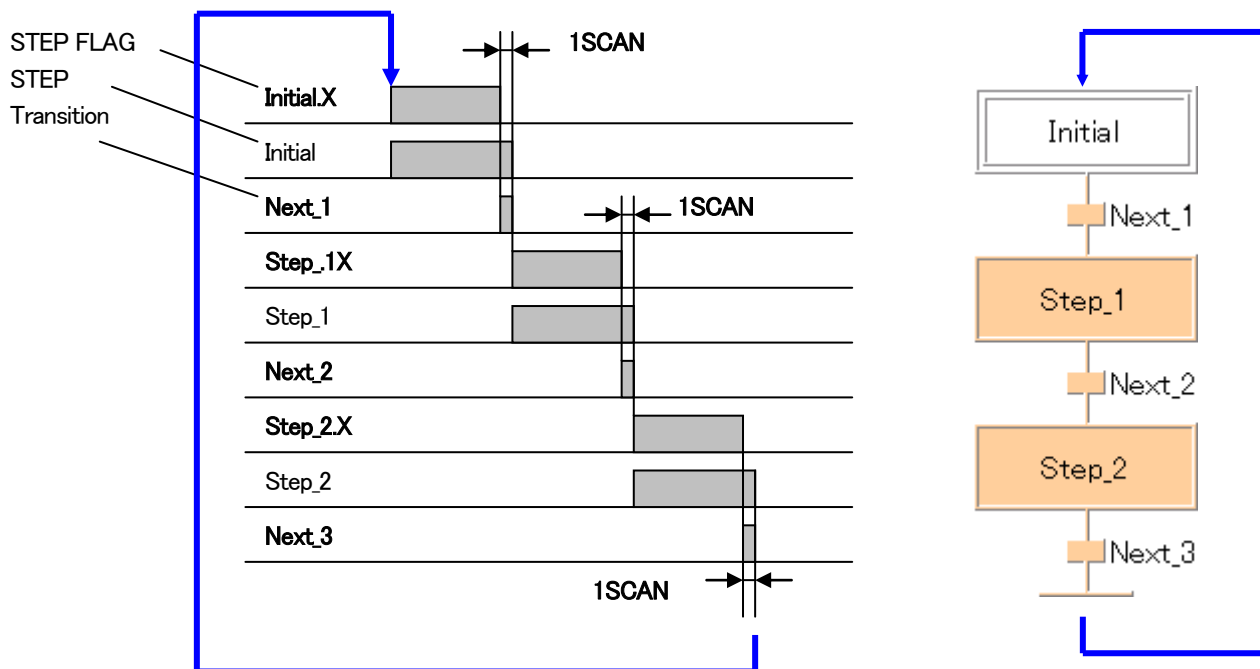 STEP FLAG
STEP
Transition
1SCAN
Initial.X
Initial
Next_1
1SCAN
Step_.1X
Step_1
Next_2
Step_2.X
Step_2
Next_3
1SCAN
Initial
Next_1
Step_1
Next_2
Step_2
Next_3